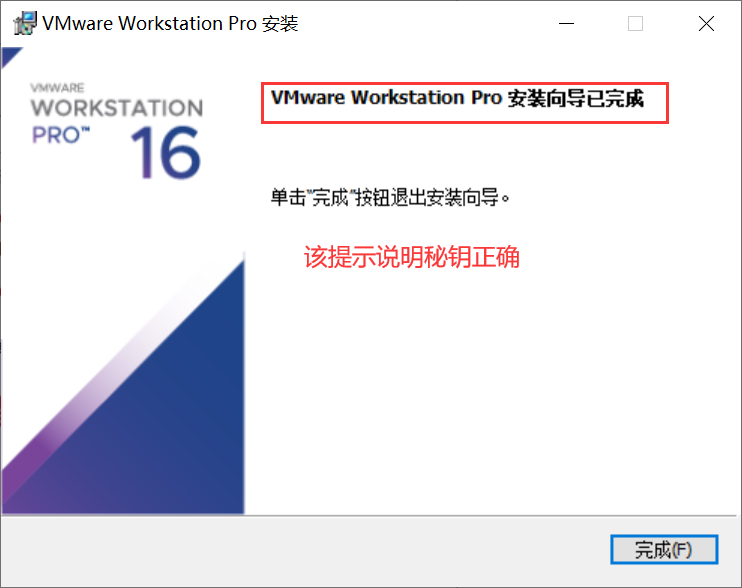 VMware Workstation Pro 安装
VMWARE
WORKSTATION
PRO™
16
VMware Workstation Pro 安装向导已完成
单击"完成"按钮退出安装向导。
该提示说明秘钥正确
完成(F)